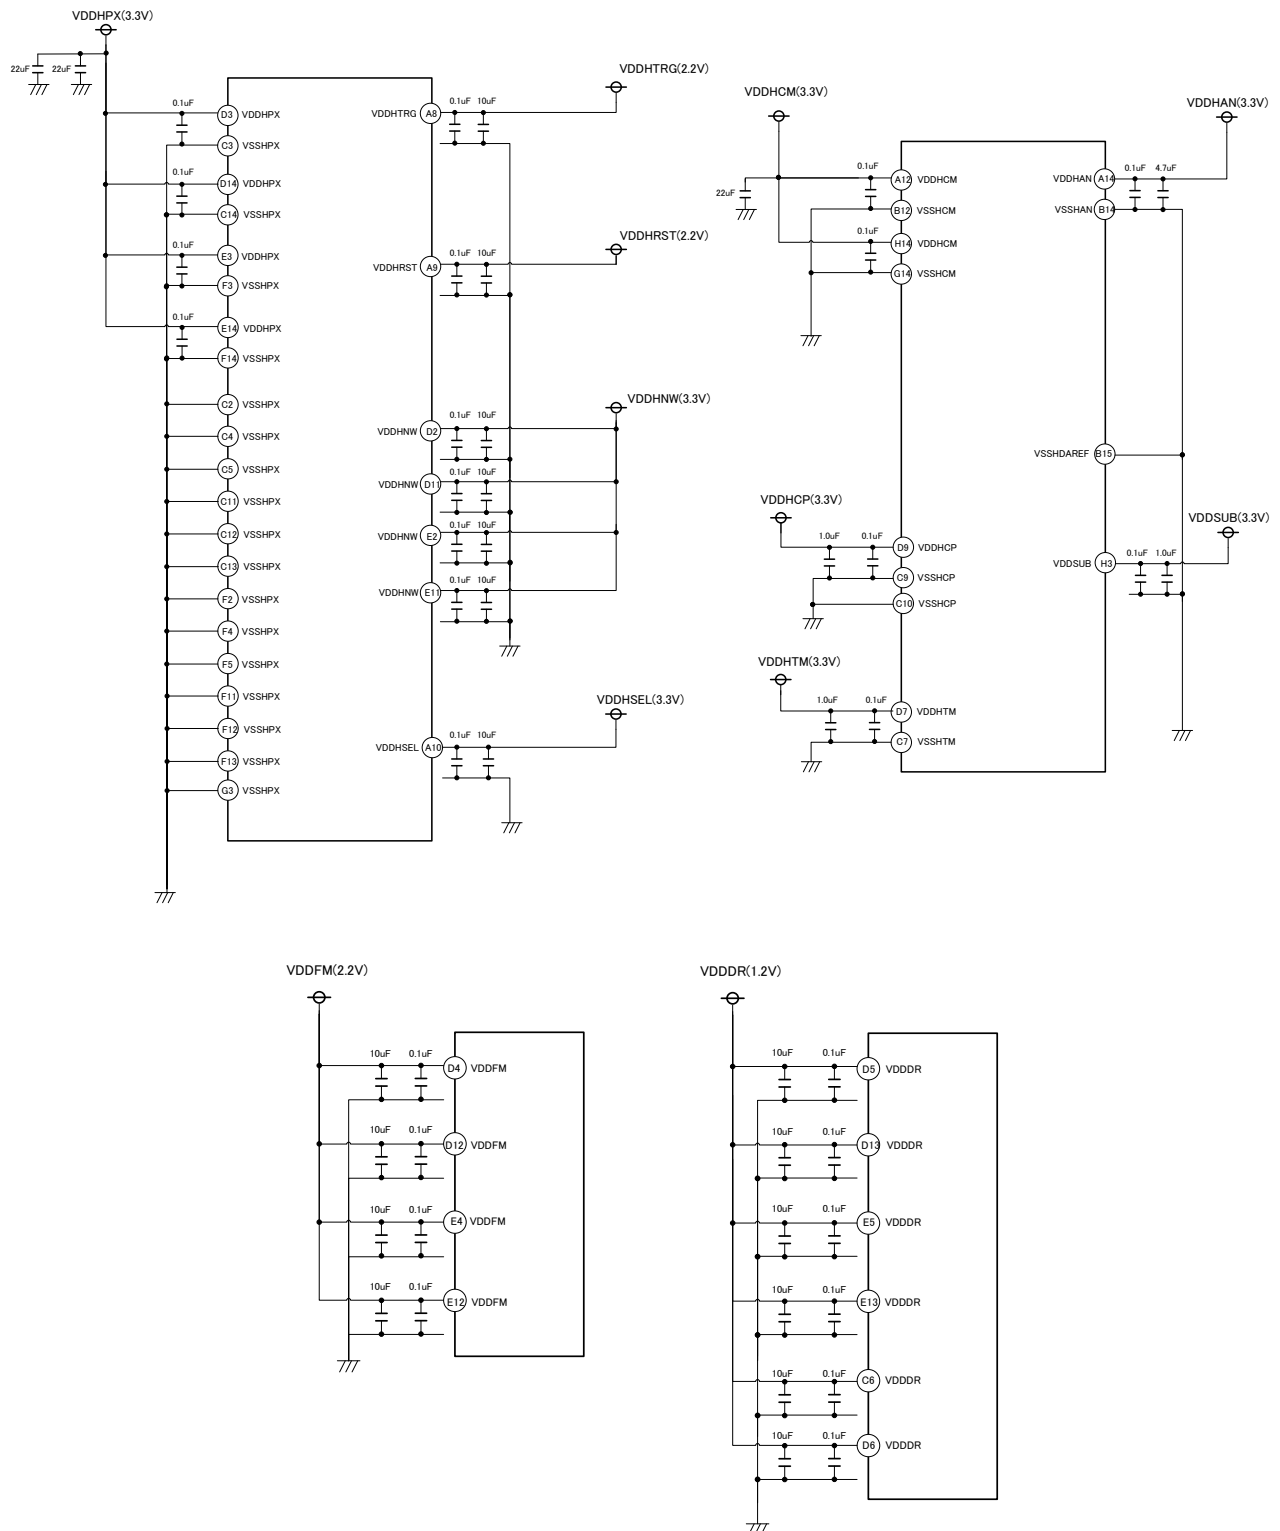 VDDHPX(3.3V)
22uF 22uF
0.1uF
D3 VDDHPX
C3 VSSHPX
0.1uF
D14 VDDHPX
C14 VSSHPX
0.1uF
E3 VDDHPX
F3 VSSHPX
0.1uF
E14 VDDHPX
F14 VSSHPX
C2 VSSHPX
C4 VSSHPX
C5 VSSHPX
C11 VSSHPX
C12 VSSHPX
C13 VSSHPX
F2 VSSHPX
F4 VSSHPX
F5 VSSHPX
F11 VSSHPX
F12 VSSHPX
F13 VSSHPX
G3 VSSHPX
VDDHTRG(2.2V)
0.1uF 10uF
VDDHTRG A8
VDDHRST(2.2V)
0.1uF 10uF
VDDHRST A9
VDDHNW(3.3V)
0.1uF 10uF
VDDHNW D2
0.1uF 10uF
VDDHNW D11
0.1uF 10uF
VDDHNW E2
0.1uF 10uF
VDDHNW E11
VDDHSEL(3.3V)
0.1uF 10uF
VDDHSEL A10
VDDHCM(3.3V)
0.1uF
22uF
A12 VDDHCM
B12 VSSHCM
0.1uF
H14 VDDHCM
G14 VSSHCM
VDDHCP(3.3V)
1.0uF 0.1uF
D9 VDDHCP
C9 VSSHCP
C10 VSSHCP
VDDHTM(3.3V)
1.0uF 0.1uF
D7 VDDHTM
C7 VSSHTM
VDDHAN(3.3V)
0.1uF 4.7uF
VDDHAN A14
VSSHAN B14
VSSHDAREF B15
VDDSUB(3.3V)
0.1uF 1.0uF
VDDSUB H3
VDDFM(2.2V)
10uF 0.1uF
D4 VDDFM
10uF 0.1uF
D12 VDDFM
10uF 0.1uF
E4 VDDFM
10uF 0.1uF
E12 VDDFM
VDDDR(1.2V)
10uF 0.1uF
D5 VDDDR
10uF 0.1uF
D13 VDDDR
10uF 0.1uF
E5 VDDDR
10uF 0.1uF
E13 VDDDR
10uF 0.1uF
C6 VDDDR
10uF 0.1uF
D6 VDDDR